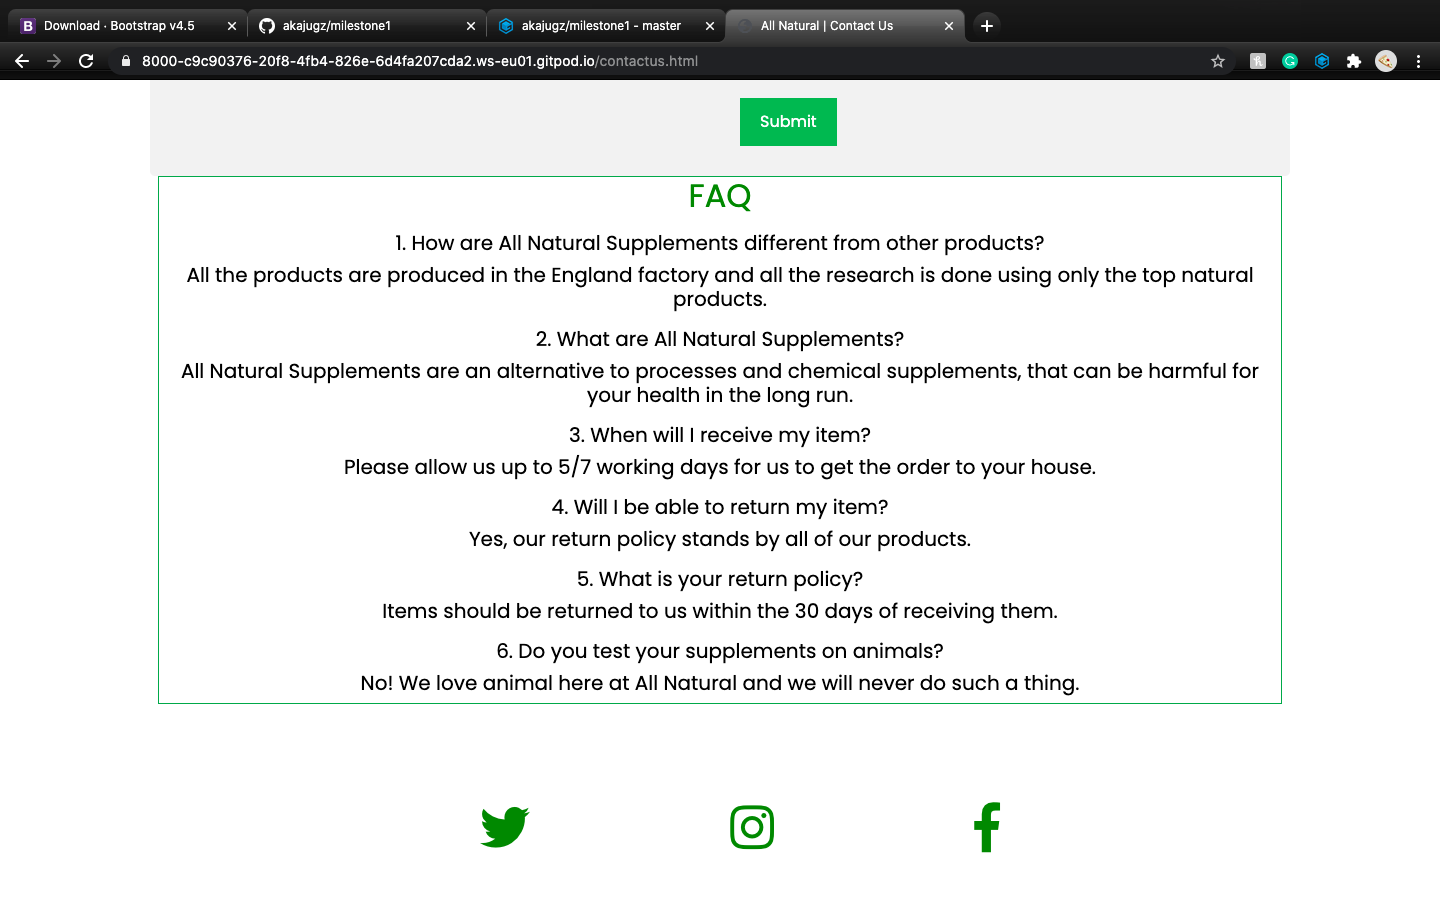 B Download · Bootstrap v4.5
akajugz/milestone1
akajugz/milestone1 - master
All Natural | Contact Us
8000-c9c90376-20f8-4fb4-826e-6d4fa207cda2.ws-eu01.gitpod.io/contactus.html
Submit
FAQ
1. How are All Natural Supplements different from other products?
All the products are produced in the England factory and all the research is done using only the top natural
products.
2. What are All Natural Supplements?
All Natural Supplements are an alternative to processes and chemical supplements, that can be harmful for
your health in the long run.
3. When will I receive my item?
Please allow us up to 5/7 working days for us to get the order to your house.
4. Will I be able to return my item?
Yes, our return policy stands by all of our products.
5. What is your return policy?
Items should be returned to us within the 30 days of receiving them.
6. Do you test your supplements on animals?
No! We love animal here at All Natural and we will never do such a thing.